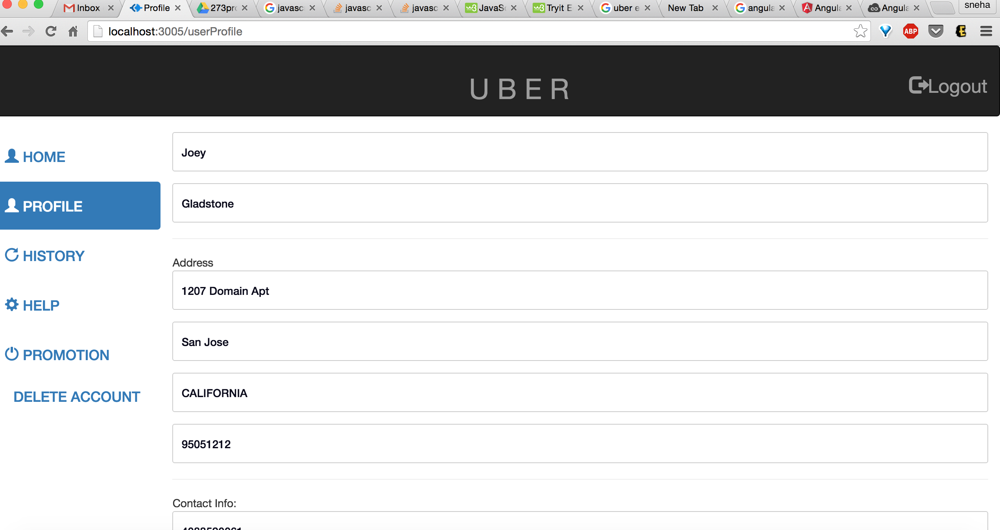 Inbox
Profile
273pro
javasc
javasc
javasc
JavaS
Tryit E
uber e
New Tab
angula
Angula
Angula
sneha
localhost:3005/userProfile
ABP
UBER
Logout
HOME
PROFILE
HISTORY
HELP
PROMOTION
DELETE ACCOUNT
Joey
Gladstone
Address
1207 Domain Apt
San Jose
CALIFORNIA
95051212
Contact Info: